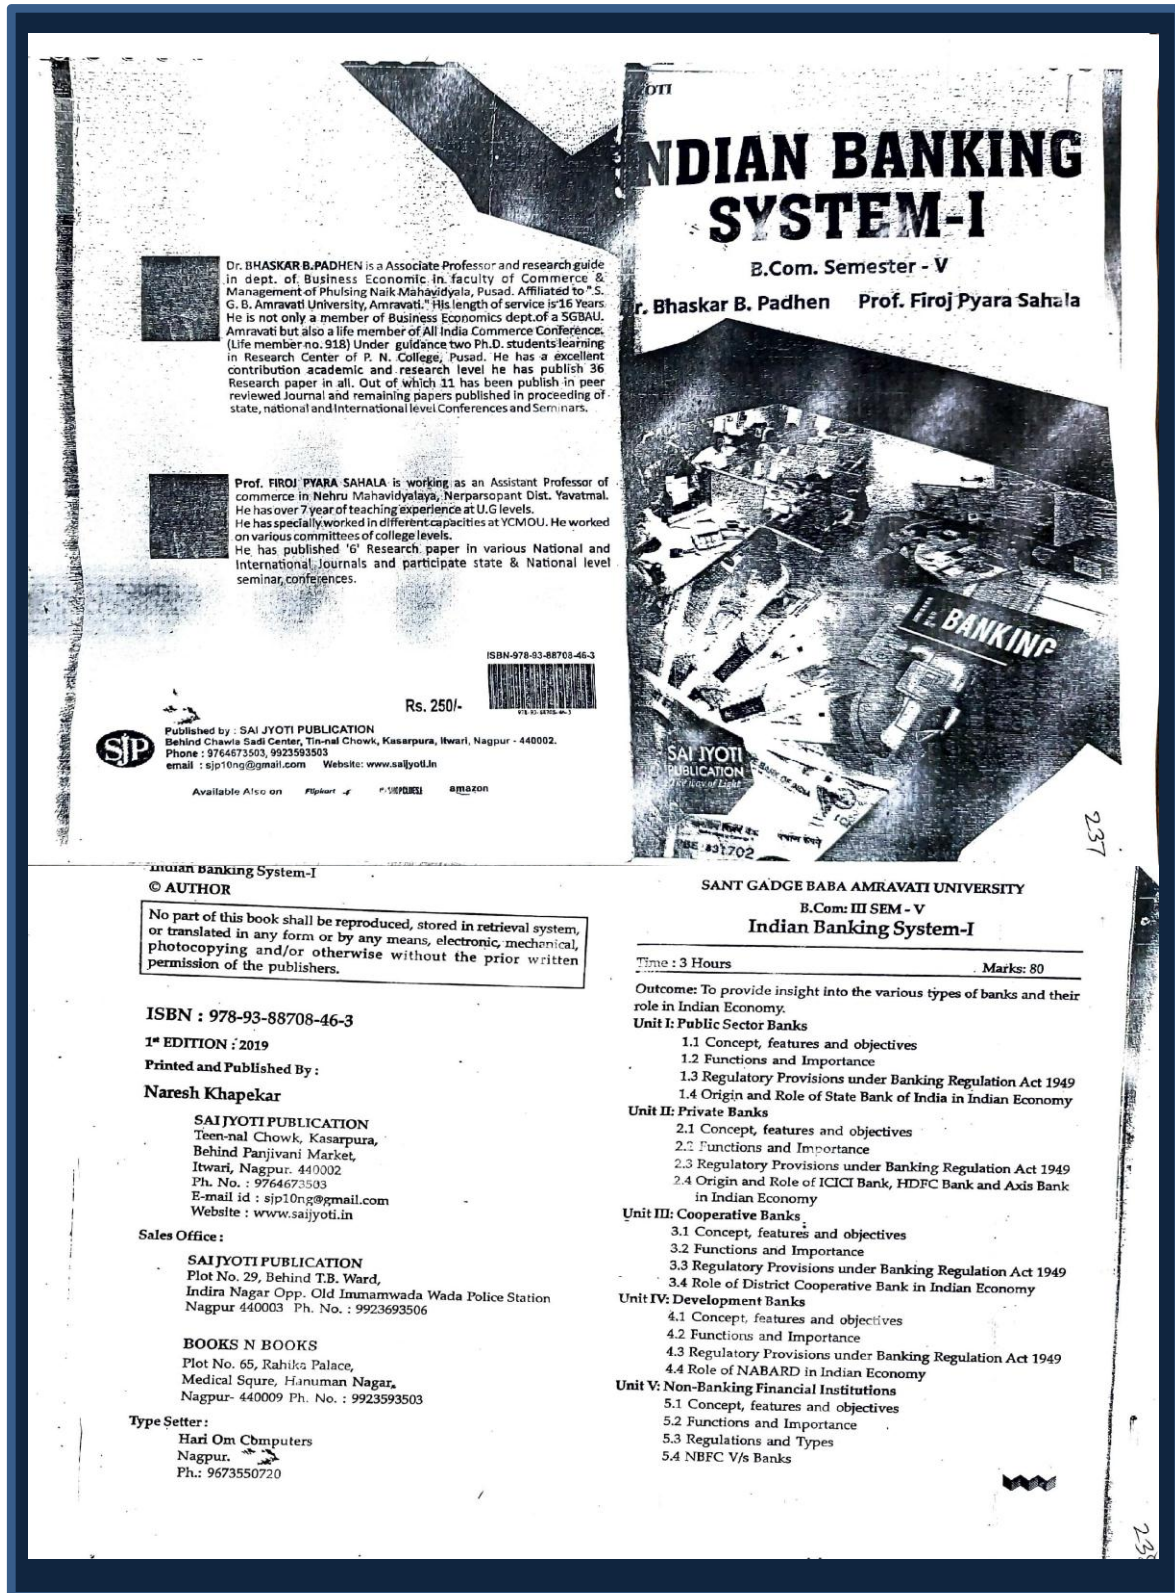 Dr. BHASKAR B.PADHEN is a Associate Professor and research guide
in dept. of Business Economic in faculty of Commerce &
Management of Phulsing Naik Mahavidyala, Pusad. Affiliated to "S.
G. B. Amravati University, Amravati." His length of service is 16 Years
He is not only a member of Business Economics dept.of a SGBAU.
Amravati but also a life member of All India Commerce Conference.
(Life member no. 918) Under guidance two Ph.D. students learning
in Research Center of P. N. College, Pusad. He has a excellent
contribution academic and research level he has publish 36
Research paper in all. Out of which 11 has been publish in peer
reviewed Journal and remaining papers published in proceeding of
state, national and International level Conferences and Seminars.
Prof. FIROJ PYARA SAHALA is working as an Assistant Professor of
commerce in Nehru Mahavidyalaya, Nerparsopant Dist. Yavatmal.
He has over 7 year of teaching experience at U.G levels.
He has specially worked in different capacities at YCMOU. He worked
on various committees of college levels.
He has published '6' Research paper in various National and
International Journals and participate state & National level
seminar, conferences.
ISBN-978-93-88708-46-3
978-93-88708-46-3
Rs. 250/-
SJP
Published by : SAI JYOTI PUBLICATION
Behind Chawla Sadi Center, Tin-nal Chowk, Kasarpura, Itwari, Nagpur - 440002.
Phone : 9764673503, 9923593503
email : sjp10ng@gmail.com Website: www.saijyoti.in
Available Also on Flipkart SHOPCLUES amazon
OTI
NDIAN BANKING
SYSTEM-I
B.Com. Semester - V
r. Bhaskar B. Padhen Prof. Firoj Pyara Sahala
BANKING
SAI JYOTI
PUBLICATION
BANK OF INDIA
831702
237
Indian Banking System-I
© AUTHOR
No part of this book shall be reproduced, stored in retrieval system,
or translated in any form or by any means, electronic, mechanical,
photocopying and/or otherwise without the prior written
permission of the publishers.
ISBN : 978-93-88708-46-3
1st EDITION : 2019
Printed and Published By :
Naresh Khapekar
SAI JYOTI PUBLICATION
Teen-nal Chowk, Kasarpura,
Behind Panjivani Market,
Itwari, Nagpur. 440002
Ph. No. : 9764673503
E-mail id : sjp10ng@gmail.com
Website : www.saijyoti.in
Sales Office :
SAI JYOTI PUBLICATION
Plot No. 29, Behind T.B. Ward,
Indira Nagar Opp. Old Immamwada Wada Police Station
Nagpur 440003 Ph. No. : 9923693506
BOOKS N BOOKS
Plot No. 65, Rahika Palace,
Medical Squre, Hanuman Nagar,
Nagpur- 440009 Ph. No. : 9923593503
Type Setter :
Hari Om Computers
Nagpur.
Ph.: 9673550720
SANT GADGE BABA AMRAVATI UNIVERSITY
B.Com: III SEM - V
Indian Banking System-I
Time : 3 Hours Marks: 80
Outcome: To provide insight into the various types of banks and their
role in Indian Economy.
Unit I: Public Sector Banks
1.1 Concept, features and objectives
1.2 Functions and Importance
1.3 Regulatory Provisions under Banking Regulation Act 1949
1.4 Origin and Role of State Bank of India in Indian Economy
Unit II: Private Banks
2.1 Concept, features and objectives
2.2 Functions and Importance
2.3 Regulatory Provisions under Banking Regulation Act 1949
2.4 Origin and Role of ICICI Bank, HDFC Bank and Axis Bank
in Indian Economy
Unit III: Cooperative Banks
3.1 Concept, features and objectives
3.2 Functions and Importance
3.3 Regulatory Provisions under Banking Regulation Act 1949
3.4 Role of District Cooperative Bank in Indian Economy
Unit IV: Development Banks
4.1 Concept, features and objectives
4.2 Functions and Importance
4.3 Regulatory Provisions under Banking Regulation Act 1949
4.4 Role of NABARD in Indian Economy
Unit V: Non-Banking Financial Institutions
5.1 Concept, features and objectives
5.2 Functions and Importance
5.3 Regulations and Types
5.4 NBFC V/s Banks